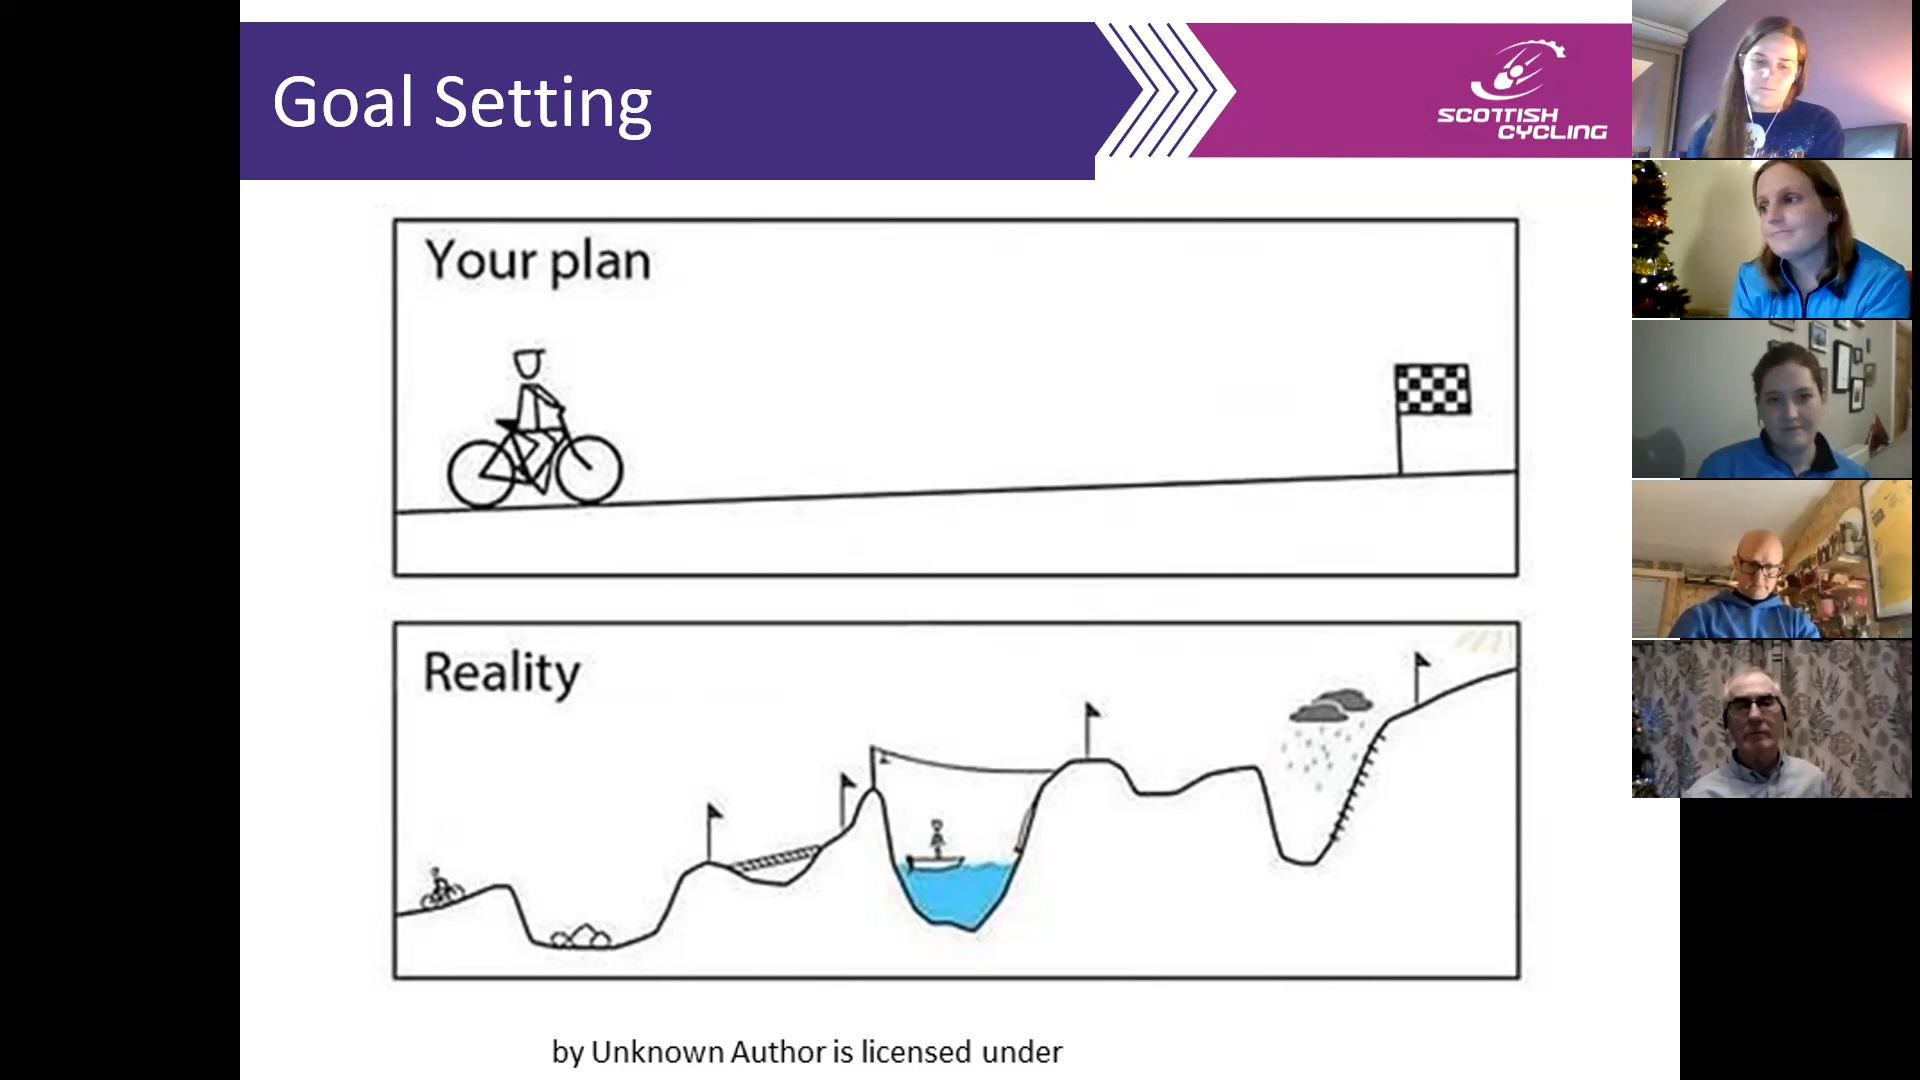 Goal Setting
SCOTTISH
CYCLING
Your plan
Reality
by Unknown Author is licensed under